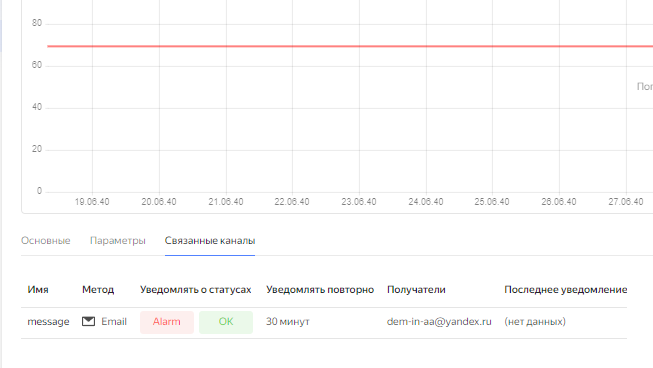 80
60
Пог
40
20
0
19.06.40 20.06.40 21.06.40 22.06.40 23.06.40 24.06.40 25.06.40 26.06.40 27.06.40
Основные Параметры Связанные каналы
Имя Метод Уведомлять о статусах Уведомлять повторно Получатели Последнее уведомление
message Email Alarm OK 30 минут dem-in-aa@yandex.ru (нет данных)